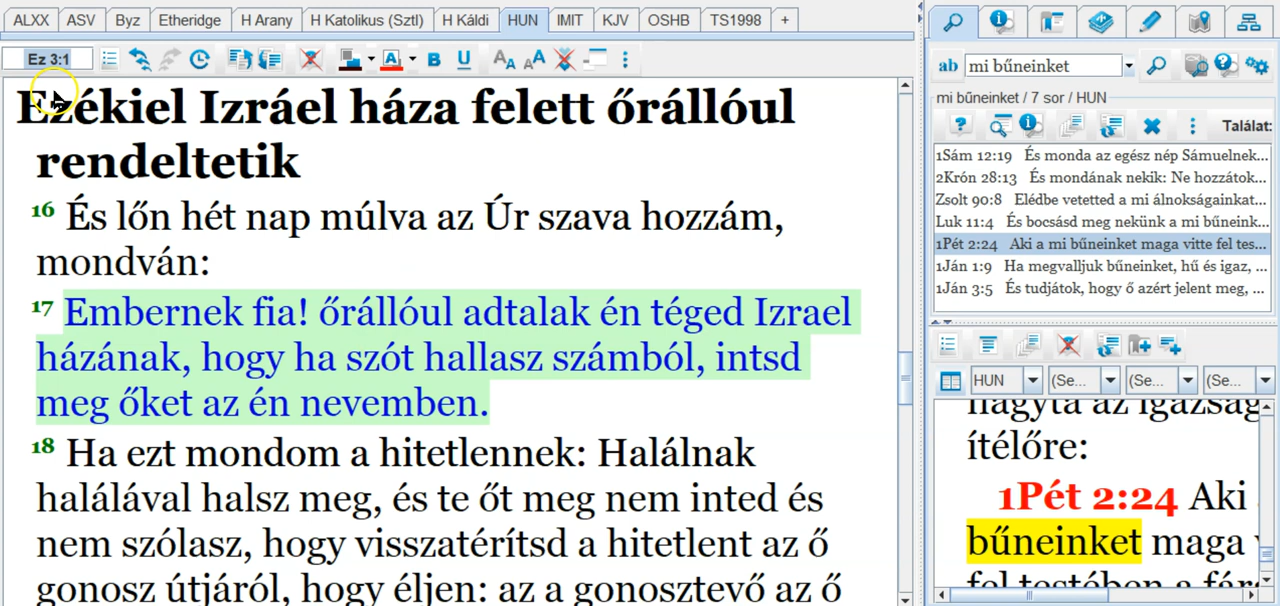 ALXX ASV Byz Etheridge H Arany H Katolikus (Sztl) H Káldi HUN IMIT KJV OSHB TS1998 +
Ez 3:1
Ezékiel Izráel háza felett őrállóul
rendeltetik
16 És lőn hét nap múlva az Úr szava hozzám,
mondván:
17 Embernek fia! őrállóul adtalak én téged Izrael
házának, hogy ha szót hallasz számból, intsd
meg őket az én nevemben.
18 Ha ezt mondom a hitetlennek: Halálnak
halálával halsz meg, és te őt meg nem inted és
nem szólasz, hogy visszatérítsd a hitetlent az ő
gonosz útjáról, hogy éljen: az a gonosztevő az ő
ab mi bűneinket
mi bűneinket / 7 sor / HUN
Találat:
1Sám 12:19 És monda az egész nép Sámuelnek...
2Krón 28:13 És mondának nekik: Ne hozzátok...
Zsolt 90:8 Elédbe vetetted a mi álnokságainkat...
Luk 11:4 És bocsásd meg nekünk a mi bűneink...
1Pét 2:24 Aki a mi bűneinket maga vitte fel tes...
1Ján 1:9 Ha megvalljuk bűneinket, hű és igaz, ...
1Ján 3:5 És tudjátok, hogy ő azért jelent meg, ...
HUN (Se... (Se... (Se...
hagyta az igazság
ítélőre:
1Pét 2:24 Aki
bűneinket maga
fel testében a fár